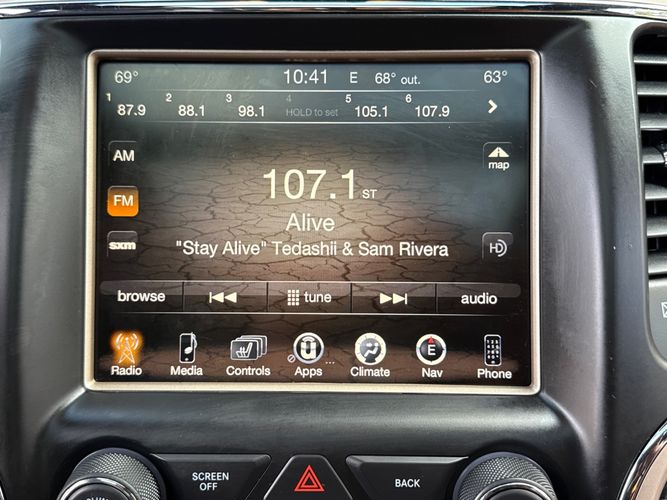 69° 10:41 E 68° out. 63°
1 87.9 2 88.1 3 98.1 4 HOLD to set 5 105.1 6 107.9
AM
map
107.1 ST
FM
Alive
sxm
"Stay Alive" Tedashii & Sam Rivera
HD
browse tune audio
E
Radio Media Controls Apps ... Climate Nav Phone
SCREEN OFF
BACK